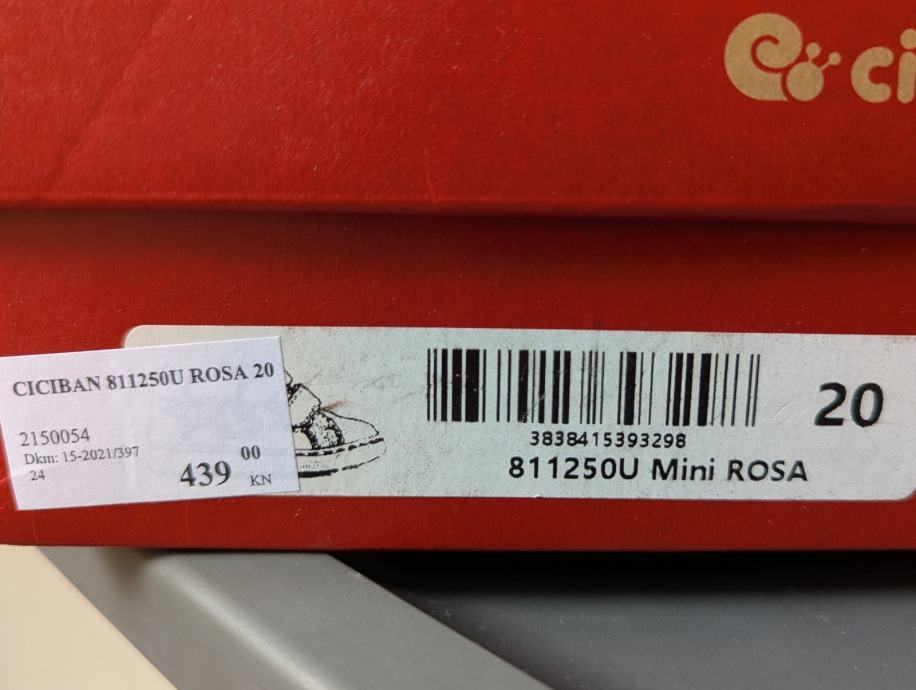 ci
CICIBAN 811250U ROSA 20
2150054
Dkm: 15-2021/397
24
439 00 KN
20
3838415393298
811250U Mini ROSA